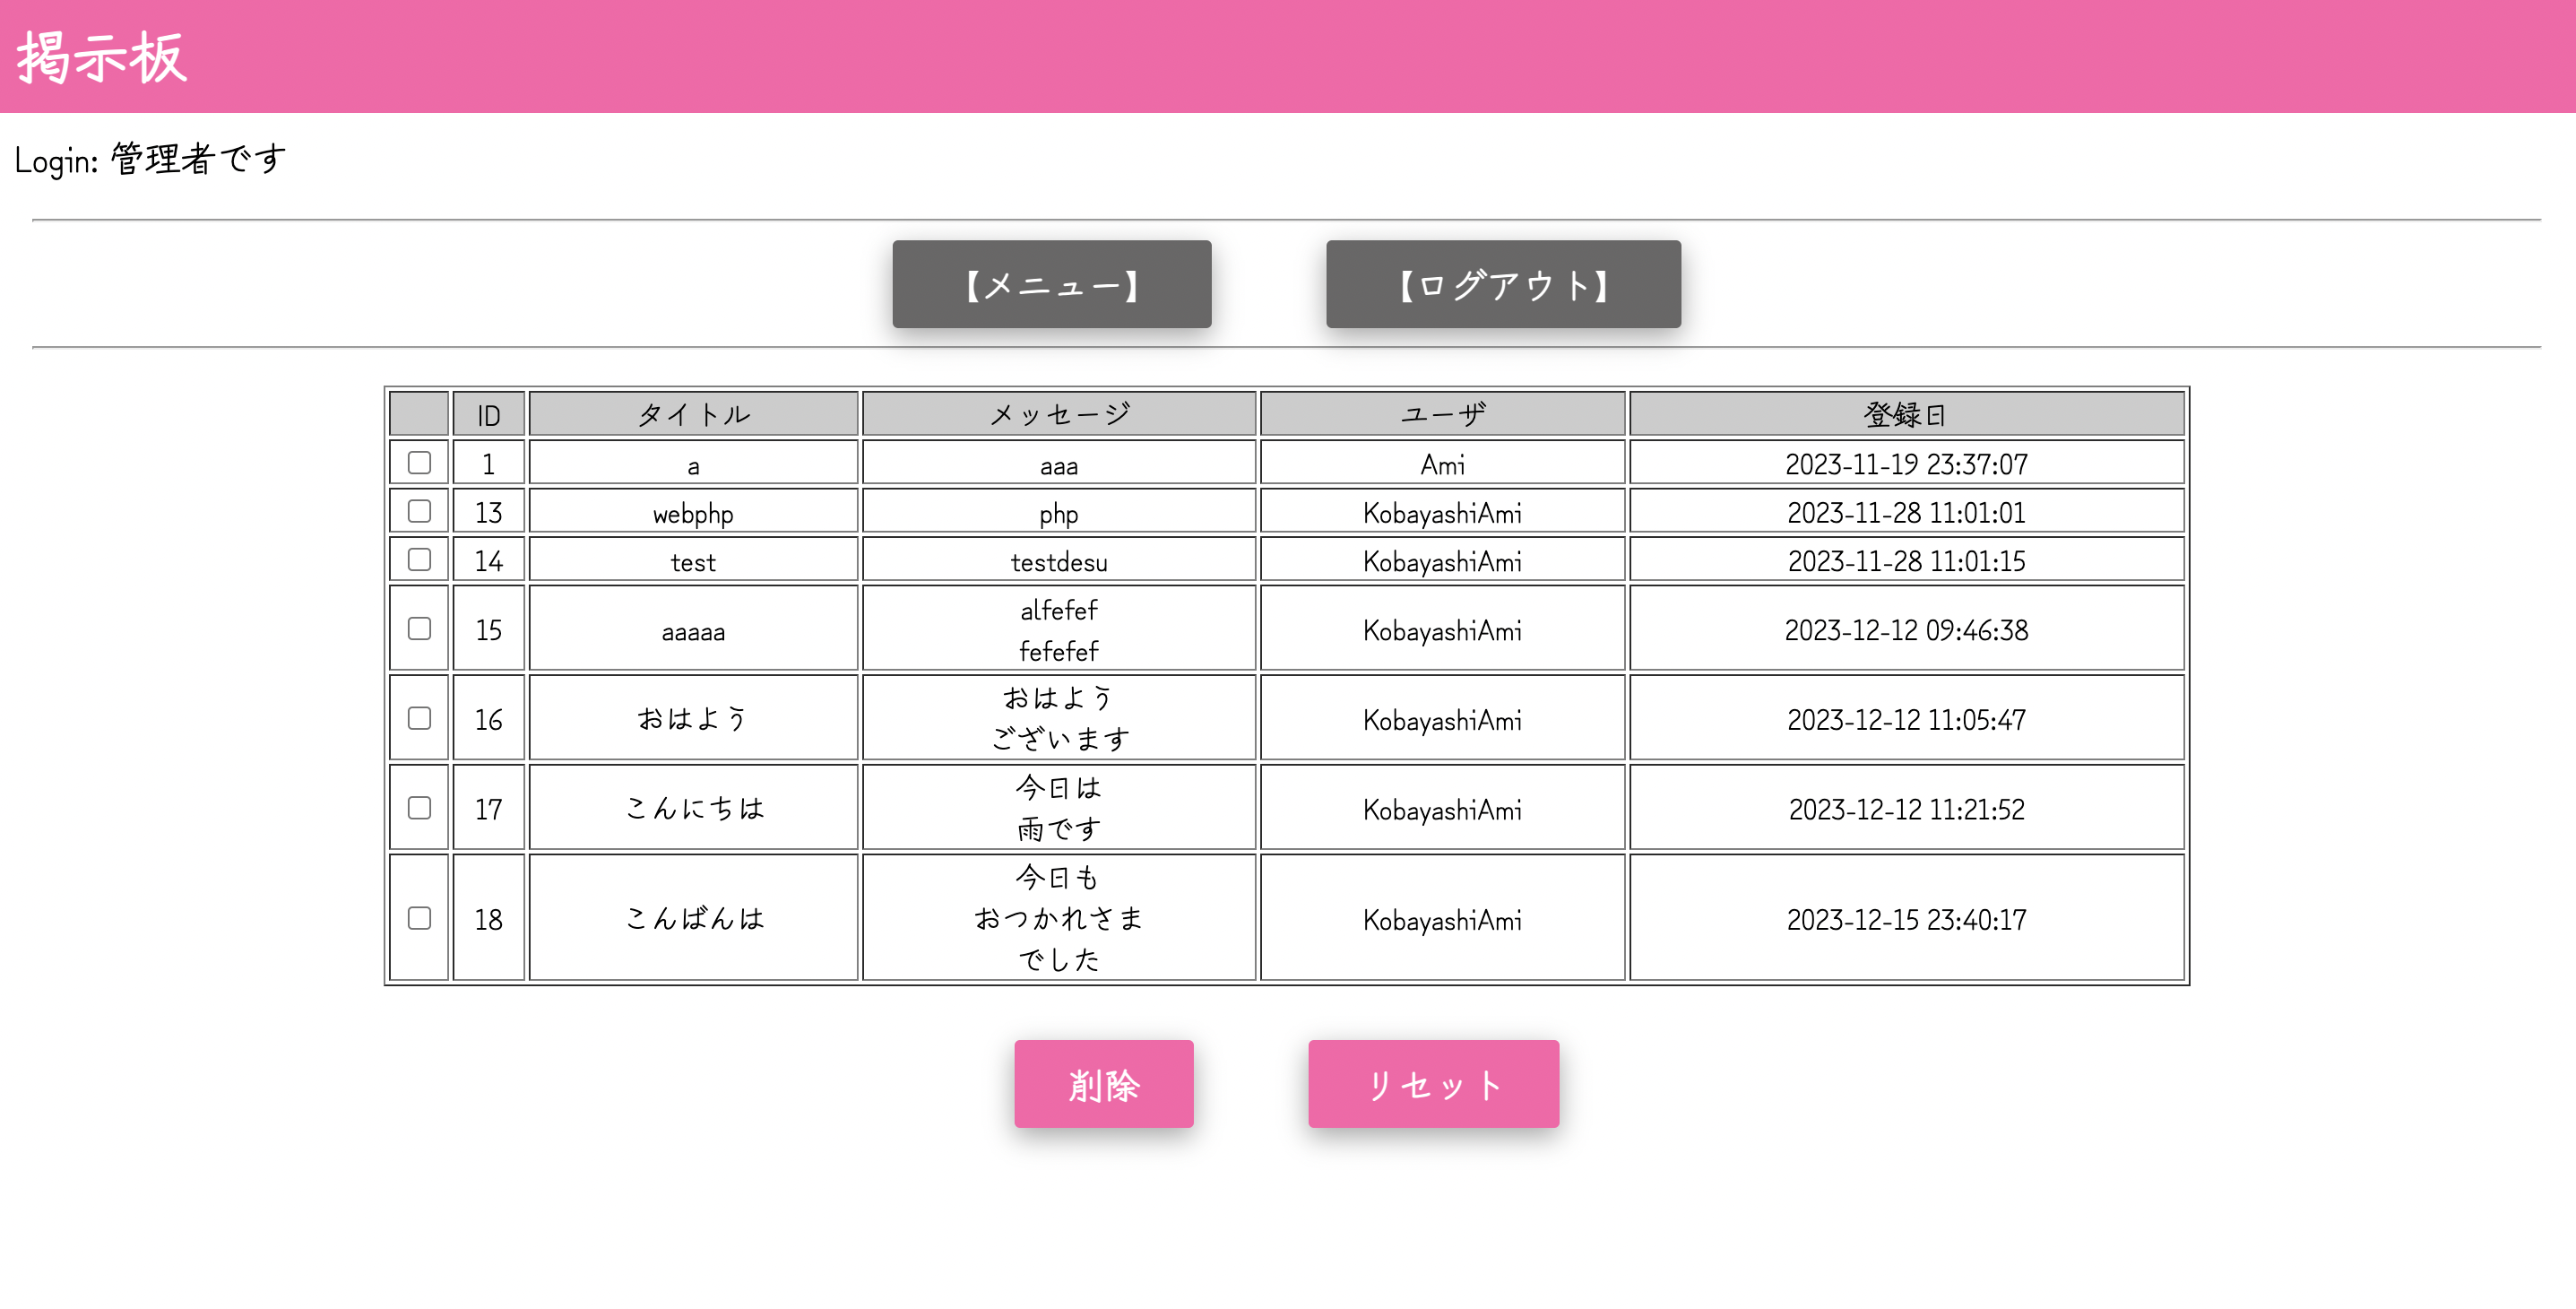 掲示板
Login: 管理者です
【メニュー】 【ログアウト】
ID タイトル メッセージ ユーザ 登録日
1 a aaa Ami 2023-11-19 23:37:07
13 webphp php KobayashiAmi 2023-11-28 11:01:01
14 test testdesu KobayashiAmi 2023-11-28 11:01:15
15 aaaaa alfefef
fefefef KobayashiAmi 2023-12-12 09:46:38
16 おはよう おはよう
ございます KobayashiAmi 2023-12-12 11:05:47
17 こんにちは 今日は
雨です KobayashiAmi 2023-12-12 11:21:52
18 こんばんは 今日も
おつかれさま
でした KobayashiAmi 2023-12-15 23:40:17
削除 リセット